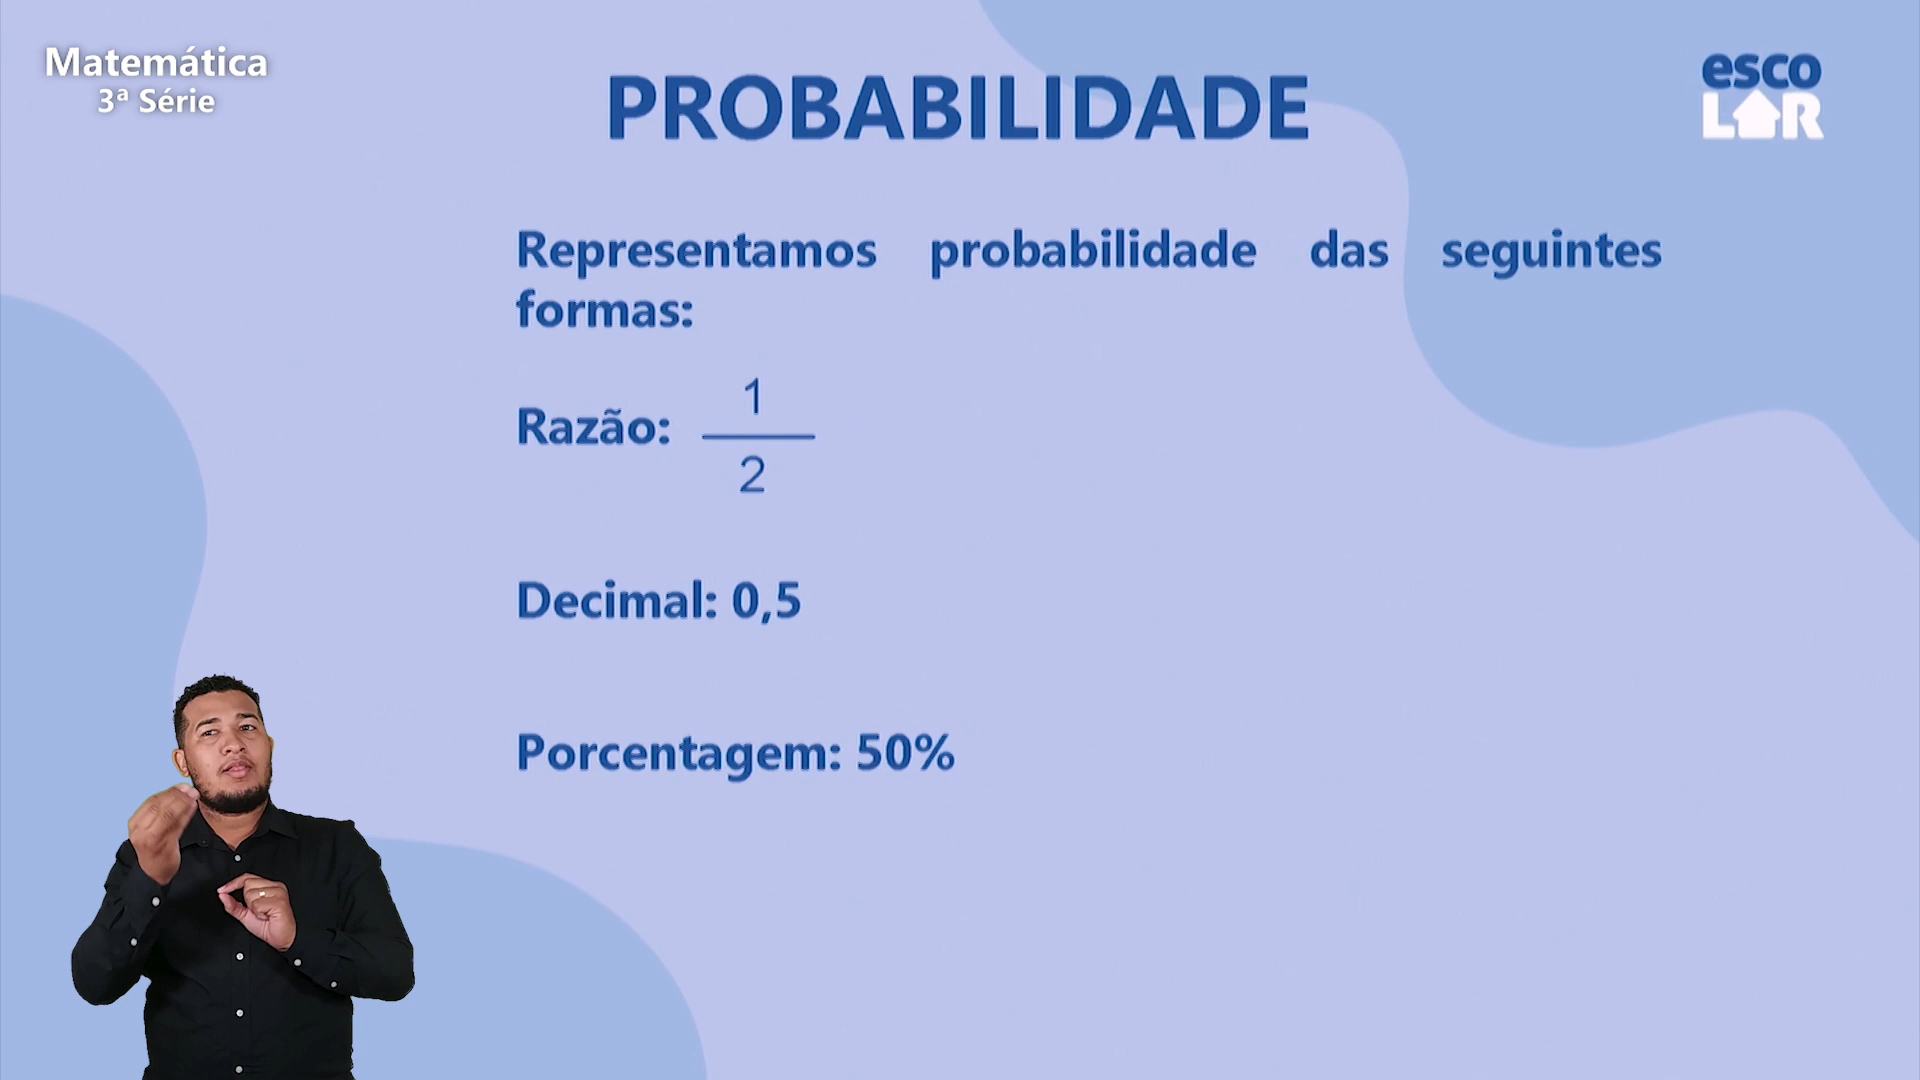 Matemática
3ª Série
PROBABILIDADE
esco
LAR
Representamos probabilidade das seguintes
formas:
Razão: 1
2
Decimal: 0,5
Porcentagem: 50%